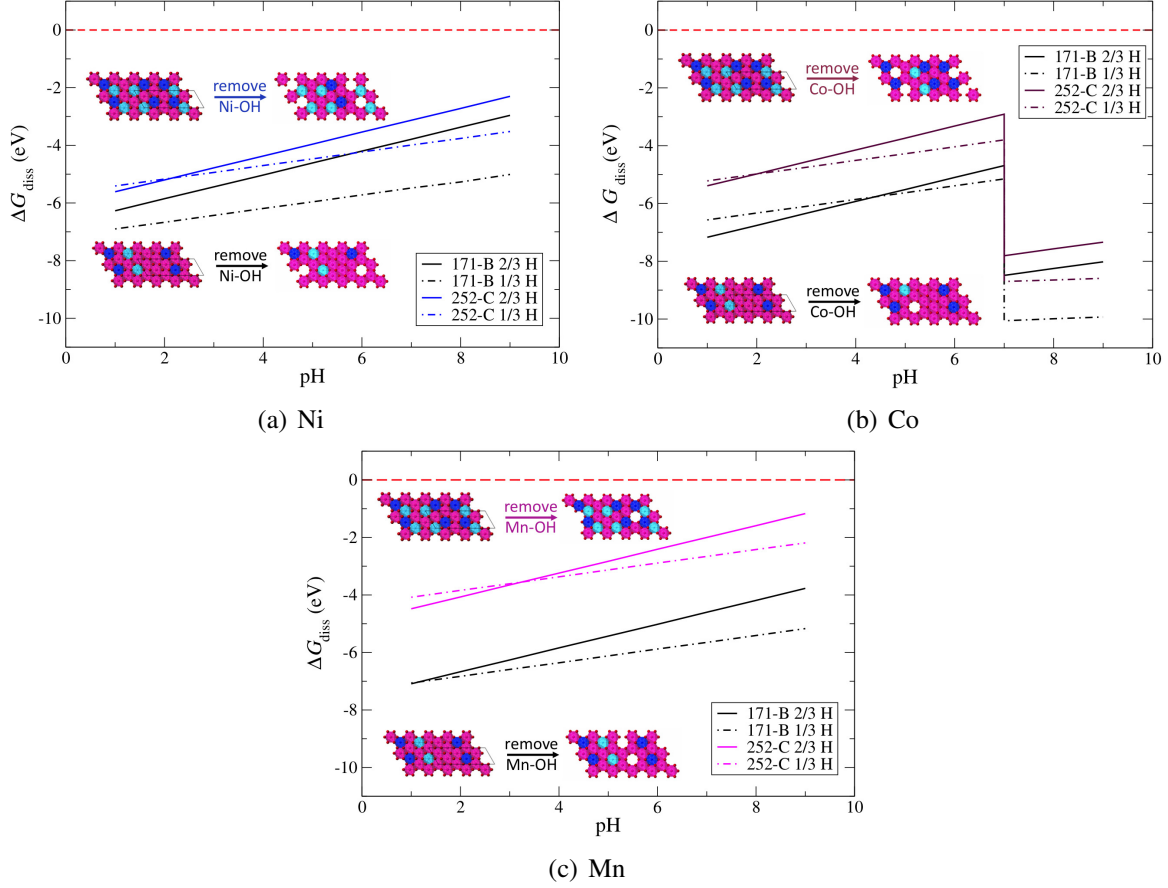 0
-2
-4
-6
-8
-10
ΔG_diss (eV)
remove
Ni-OH
remove
Ni-OH
171-B 2/3 H
171-B 1/3 H
252-C 2/3 H
252-C 1/3 H
0 2 4 6 8 10
pH
(a) Ni
0
-2
-4
-6
-8
-10
ΔG_diss (eV)
remove
Co-OH
171-B 2/3 H
171-B 1/3 H
252-C 2/3 H
252-C 1/3 H
remove
Co-OH
0 2 4 6 8 10
pH
(b) Co
0
-2
-4
-6
-8
-10
ΔG_diss (eV)
remove
Mn-OH
remove
Mn-OH
171-B 2/3 H
171-B 1/3 H
252-C 2/3 H
252-C 1/3 H
0 2 4 6 8 10
pH
(c) Mn